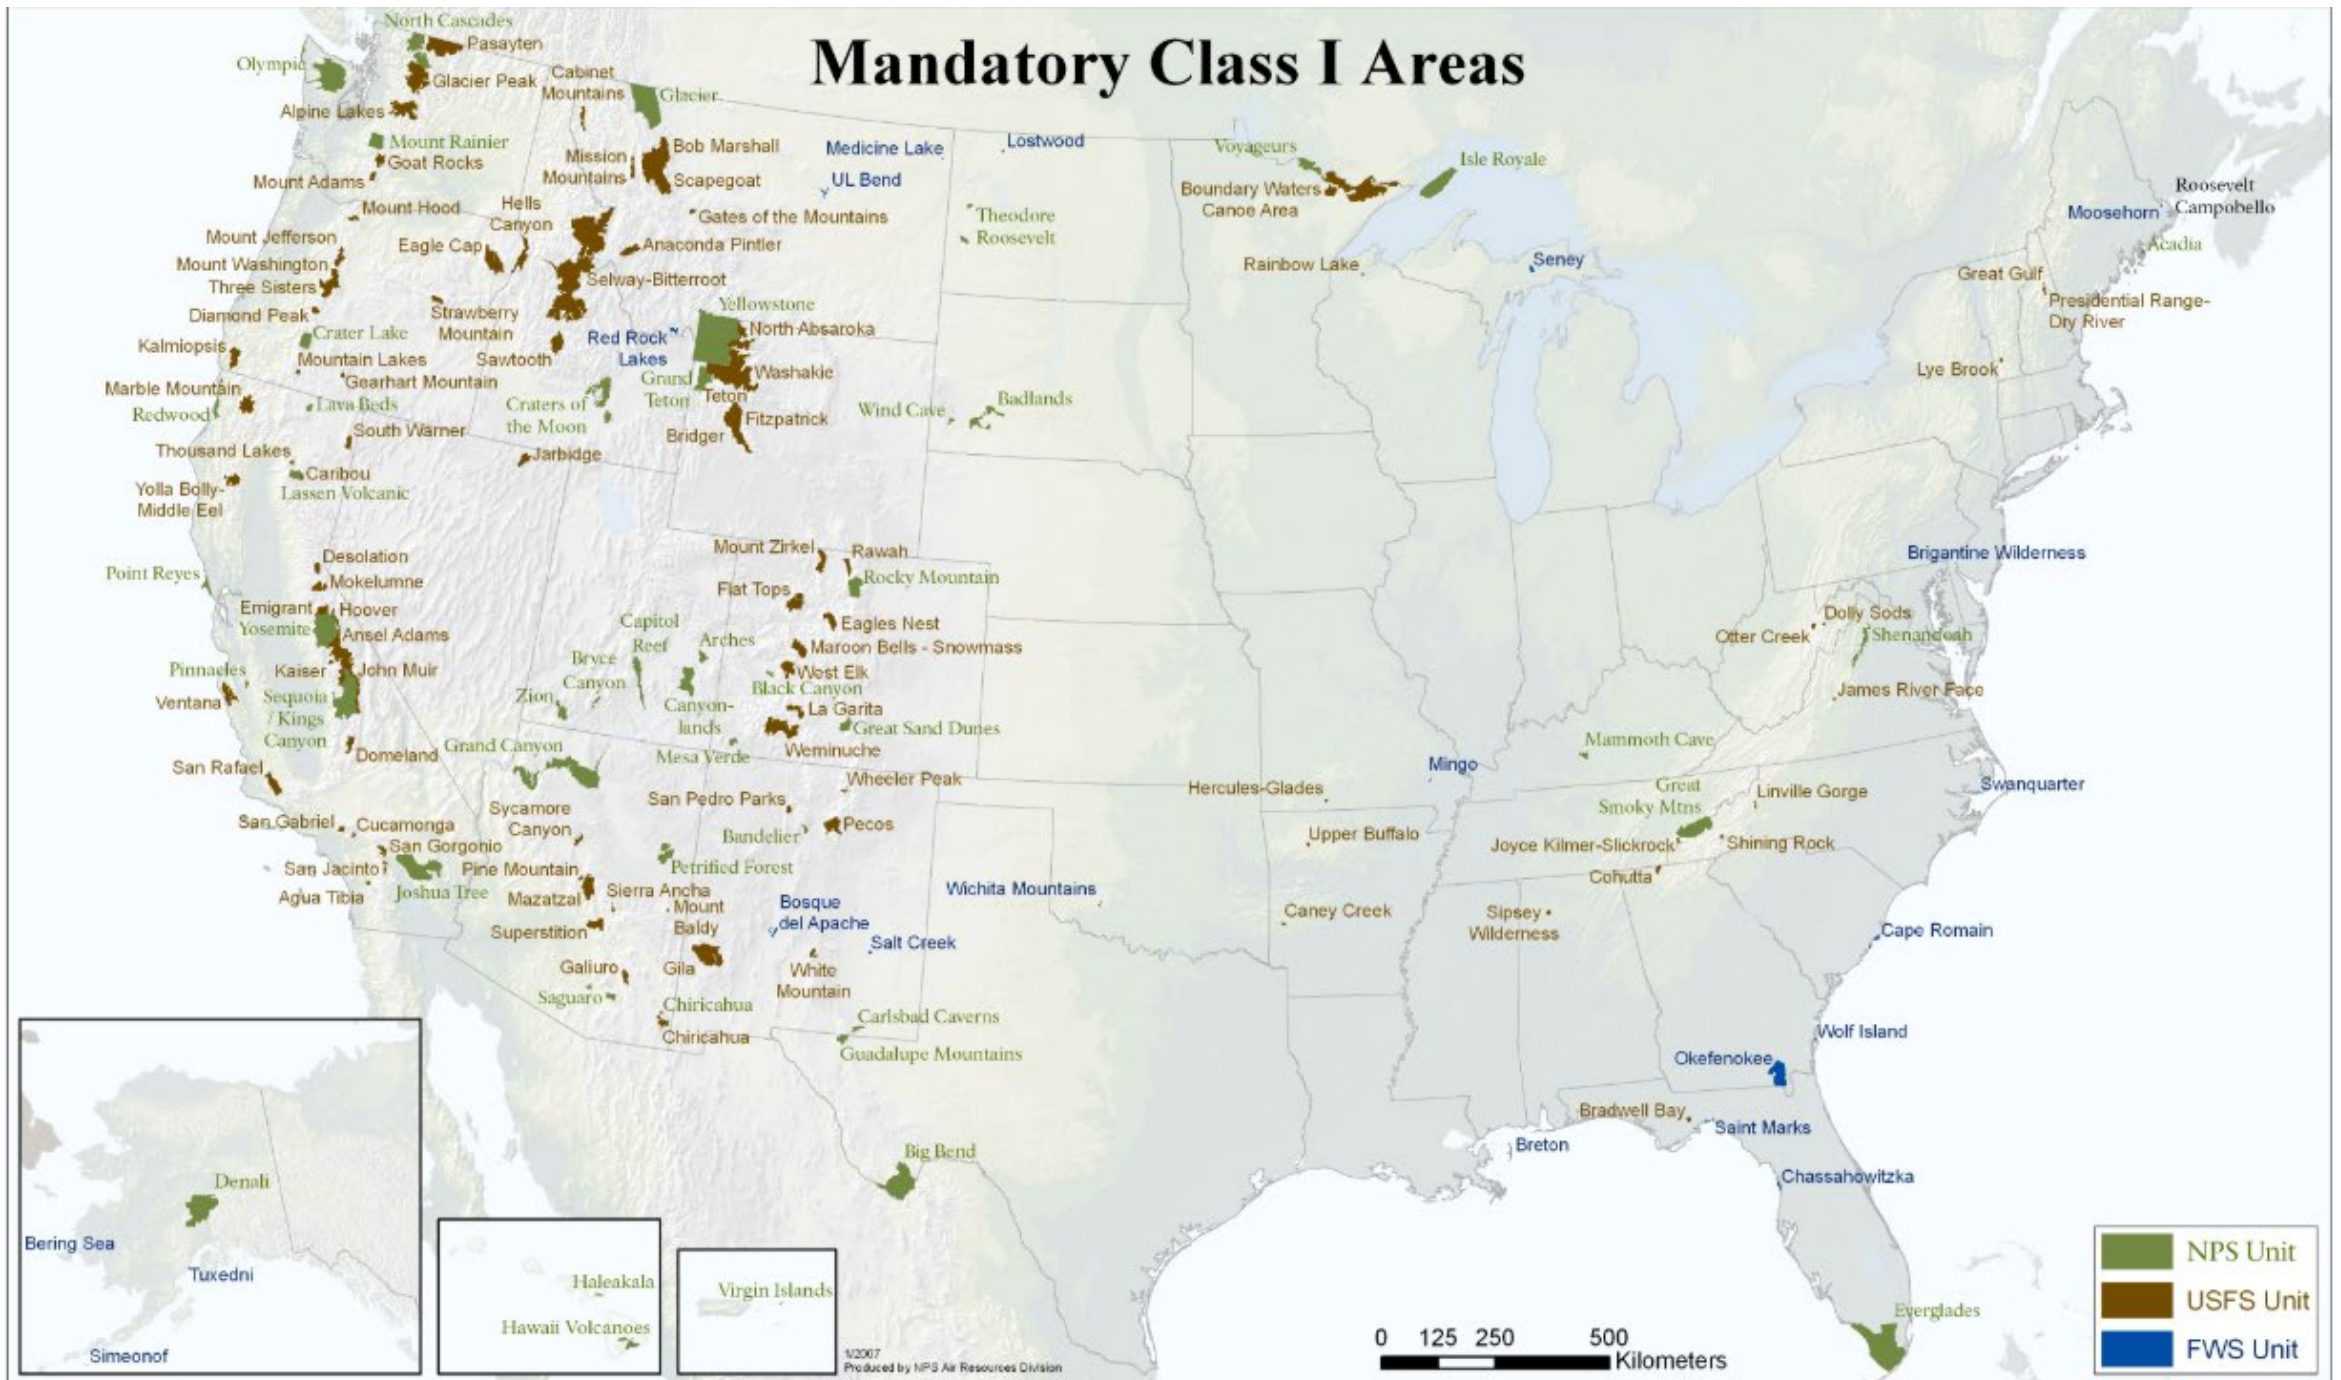 Mandatory Class I Areas
North Cascades
Pasayten
Olympic
Glacier Peak
Cabinet
Mountains
Glacier
Alpine Lakes
Mount Rainier
Goat Rocks
Mission
Mountains
Bob Marshall
Scapegoat
Medicine Lake
UL Bend
Lostwood
Mount Adams
Mount Hood
Hells
Canyon
Gates of the Mountains
Theodore
Roosevelt
Mount Jefferson
Eagle Cap
Anaconda Pintler
Mount Washington
Three Sisters
Selway-Bitterroot
Diamond Peak
Strawberry
Mountain
Yellowstone
Crater Lake
Kalmiopsis
Mountain Lakes
Sawtooth
Red Rock
Lakes
North Absaroka
Gearhart Mountain
Marble Mountain
Redwood
Lava Beds
Craters of
the Moon
Grand
Teton
Teton
Washakie
Fitzpatrick
Bridger
Wind Cave
Badlands
South Warner
Thousand Lakes
Jarbidge
Caribou
Lassen Volcanic
Yolla Bolly-
Middle Eel
Voyageurs
Isle Royale
Boundary Waters
Canoe Area
Rainbow Lake
Seney
Roosevelt
Campobello
Moosehorn
Acadia
Great Gulf
Presidential Range-
Dry River
Lye Brook
Desolation
Mokelumne
Point Reyes
Emigrant
Hoover
Yosemite
Ansel Adams
Pinnacles
Kaiser
John Muir
Ventana
Sequoia
/ Kings
Canyon
Domeland
San Rafael
Mount Zirkel
Rawah
Rocky Mountain
Flat Tops
Eagles Nest
Maroon Bells - Snowmass
West Elk
Black Canyon
La Garita
Great Sand Dunes
Weminuche
Capitol
Reef
Arches
Bryce
Canyon
Zion
Canyon-
lands
Mesa Verde
Grand Canyon
Wheeler Peak
San Pedro Parks
Bandelier
Pecos
Sycamore
Canyon
San Gabriel
Cucamonga
San Gorgonio
San Jacinto
Agua Tibia
Joshua Tree
Pine Mountain
Mazatzal
Petrified Forest
Sierra Ancha
Mount
Baldy
Superstition
Galiuro
Gila
Saguaro
Chiricahua
Chiricahua
Bosque
del Apache
Salt Creek
White
Mountain
Carlsbad Caverns
Guadalupe Mountains
Big Bend
Wichita Mountains
Brigantine Wilderness
Dolly Sods
Otter Creek
Shenandoah
James River Face
Mammoth Cave
Mingo
Hercules-Glades
Upper Buffalo
Caney Creek
Great
Smoky Mtns
Linville Gorge
Swanquarter
Joyce Kilmer-Slickrock
Shining Rock
Cohutta
Sipsey
Wilderness
Cape Romain
Wolf Island
Okefenokee
Bradwell Bay
Saint Marks
Breton
Chassahowitzka
Everglades
Denali
Bering Sea
Tuxedni
Simeonof
Haleakala
Hawaii Volcanoes
Virgin Islands
1/2007
Produced by NPS Air Resources Division
0 125 250 500
Kilometers
NPS Unit
USFS Unit
FWS Unit